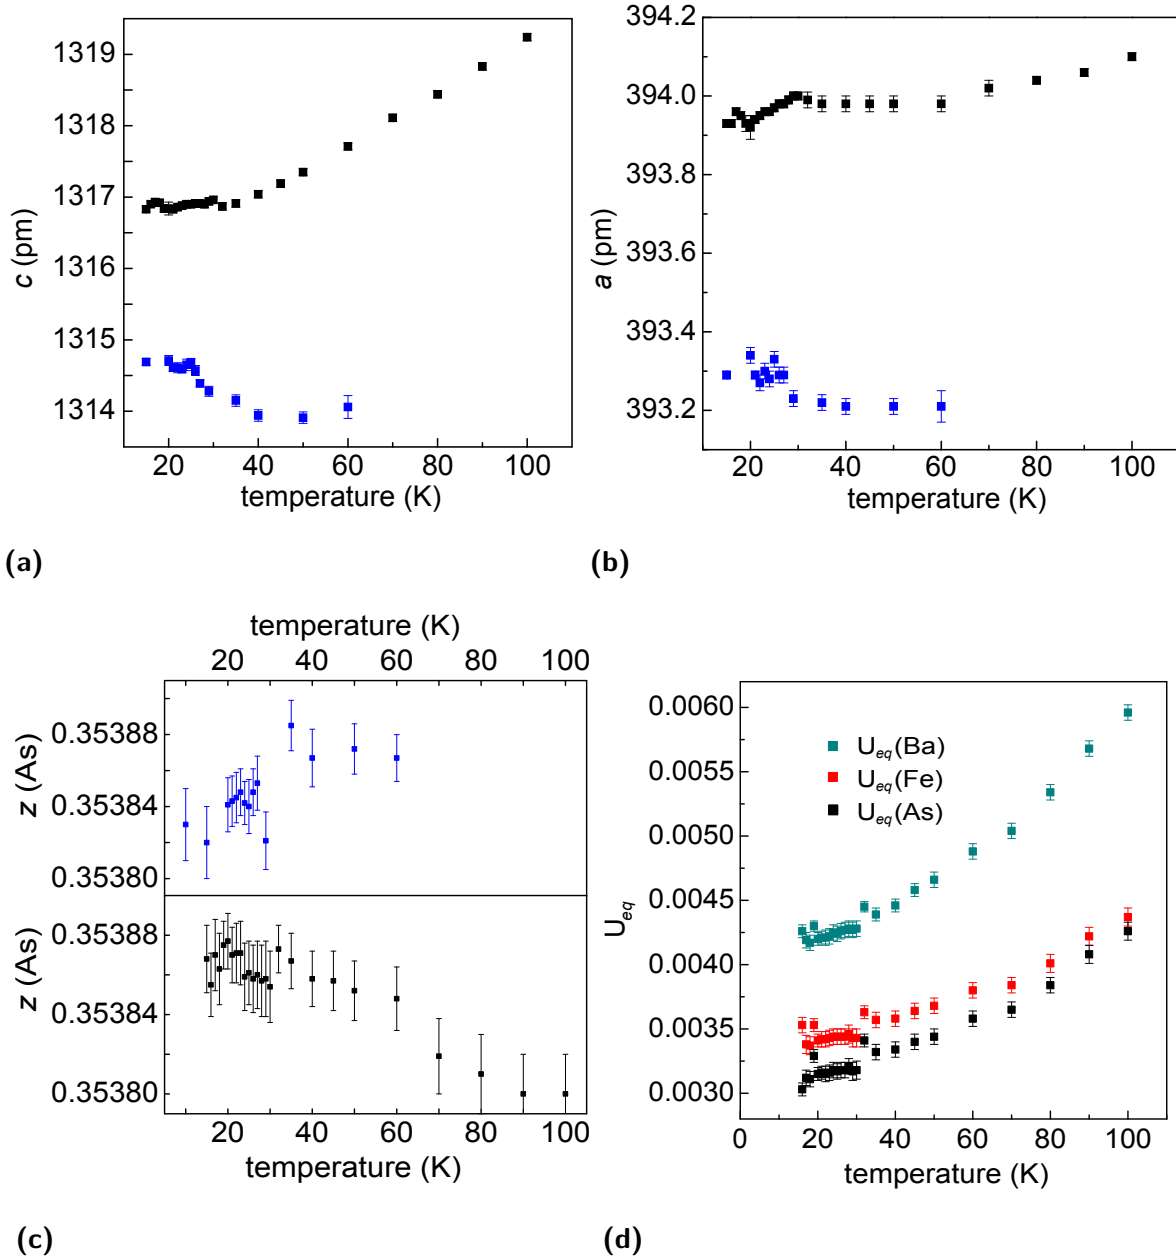 1319
1318
1317
1316
1315
1314
c (pm)
20 40 60 80 100
temperature (K)
(a)
394.2
394.0
393.8
393.6
393.4
393.2
a (pm)
20 40 60 80 100
temperature (K)
(b)
temperature (K)
20 40 60 80 100
0.35388
0.35384
0.35380
z (As)
0.35388
0.35384
0.35380
z (As)
20 40 60 80 100
temperature (K)
(c)
0.0060
0.0055
0.0050
0.0045
0.0040
0.0035
0.0030
Ueq
Ueq(Ba)
Ueq(Fe)
Ueq(As)
0 20 40 60 80 100
temperature (K)
(d)